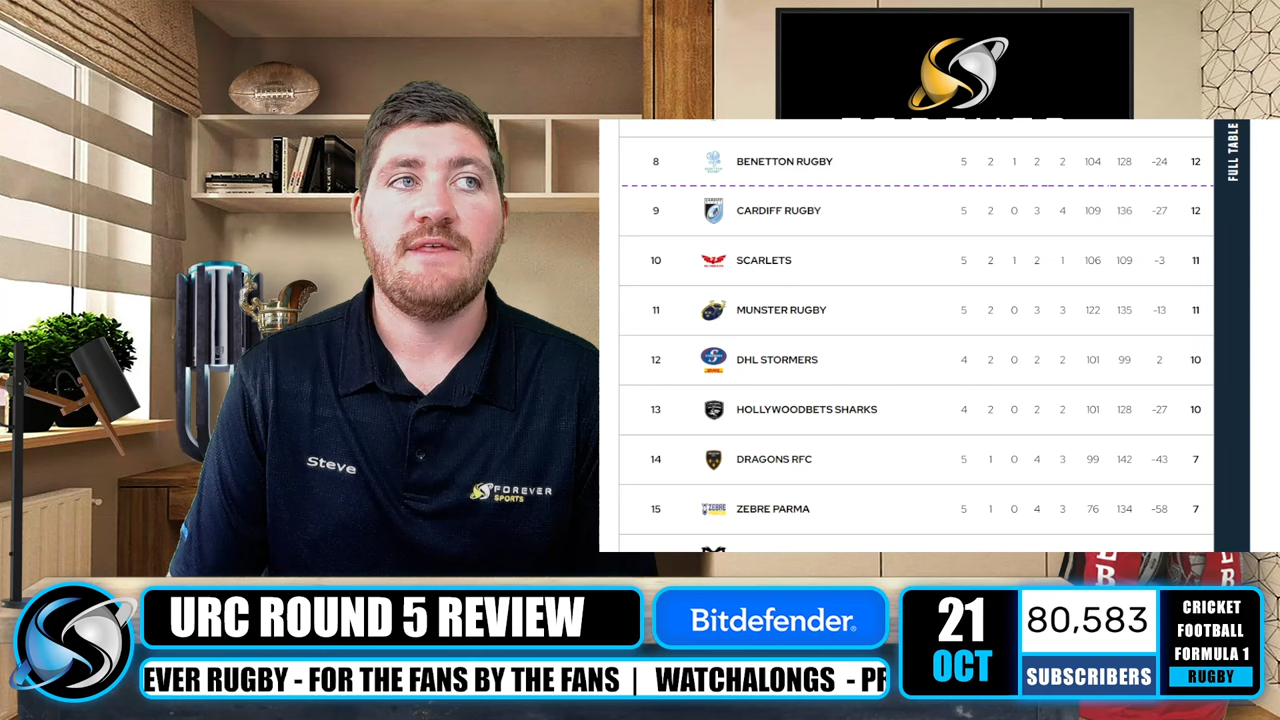 FULL TABLE
8 BENETTON RUGBY 5 2 1 2 2 104 128 -24 12
9 CARDIFF RUGBY 5 2 0 3 4 109 136 -27 12
10 SCARLETS 5 2 1 2 1 106 109 -3 11
11 MUNSTER RUGBY 5 2 0 3 3 122 135 -13 11
12 DHL STORMERS 4 2 0 2 2 101 99 2 10
13 HOLLYWOODBETS SHARKS 4 2 0 2 2 101 128 -27 10
14 DRAGONS RFC 5 1 0 4 3 99 142 -43 7
15 ZEBRE PARMA 5 1 0 4 3 76 134 -58 7
Steve
FOREVER
SPORTS
URC ROUND 5 REVIEW
Bitdefender
EVER RUGBY - FOR THE FANS BY THE FANS | WATCHALONGS -
21
OCT
80,583
SUBSCRIBERS
CRICKET
FOOTBALL
FORMULA 1
RUGBY